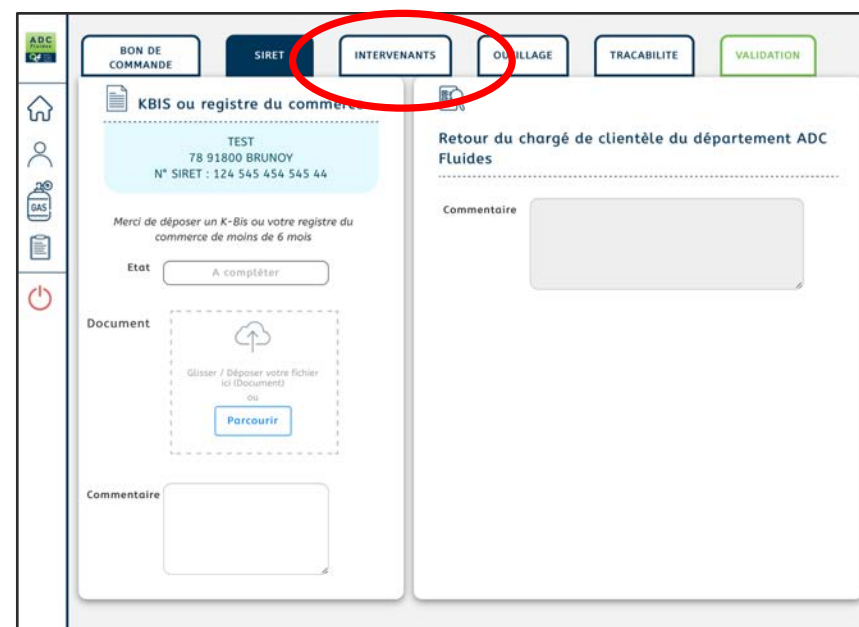 ADC
Fluides
BON DE
COMMANDE
SIRET
INTERVENANTS
OUTILLAGE
TRACABILITE
VALIDATION
KBIS ou registre du commerce
TEST
78 91800 BRUNOY
N° SIRET : 124 545 454 545 44
Merci de déposer un K-Bis ou votre registre du
commerce de moins de 6 mois
Etat
A compléter
Document
Glisser / Déposer votre fichier
ici (Document)
ou
Parcourir
Commentaire
Retour du chargé de clientèle du département ADC
Fluides
Commentaire
GAS